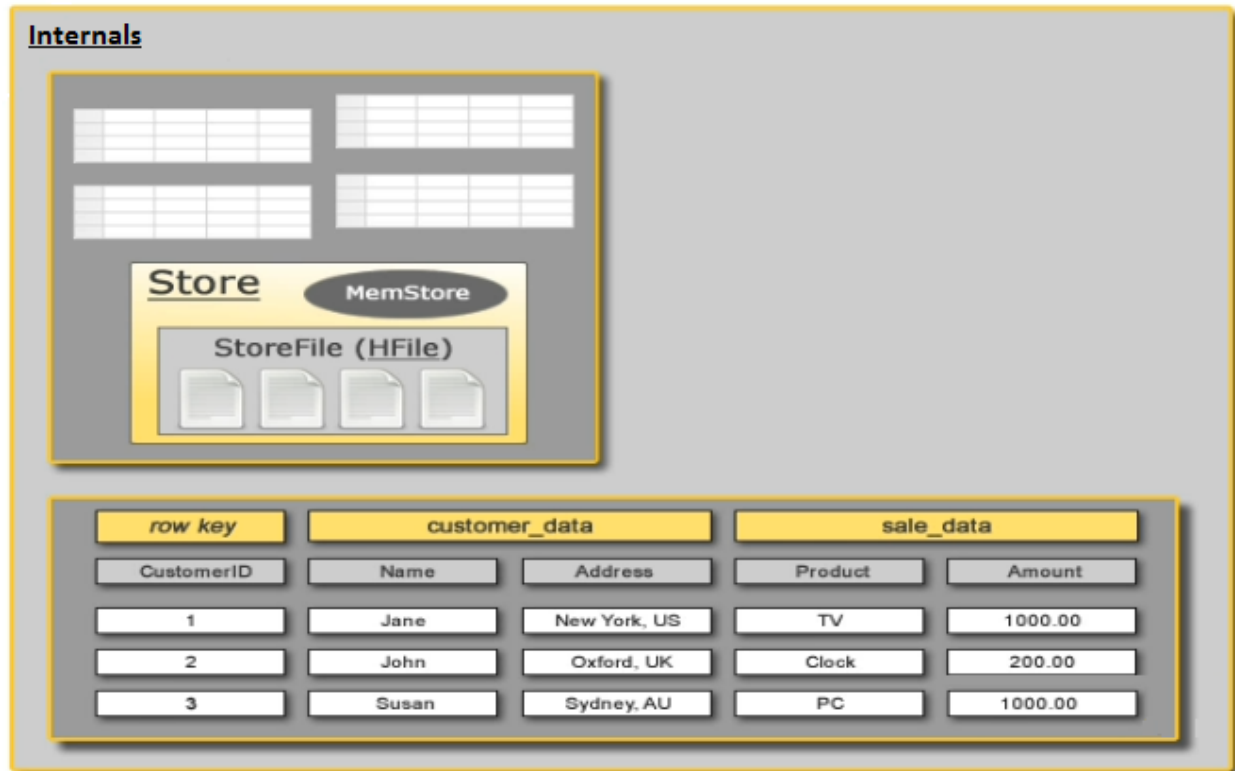 Internals
Store
MemStore
StoreFile (HFile)
row key customer_data sale_data
CustomerID Name Address Product Amount
1 Jane New York, US TV 1000.00
2 John Oxford, UK Clock 200.00
3 Susan Sydney, AU PC 1000.00